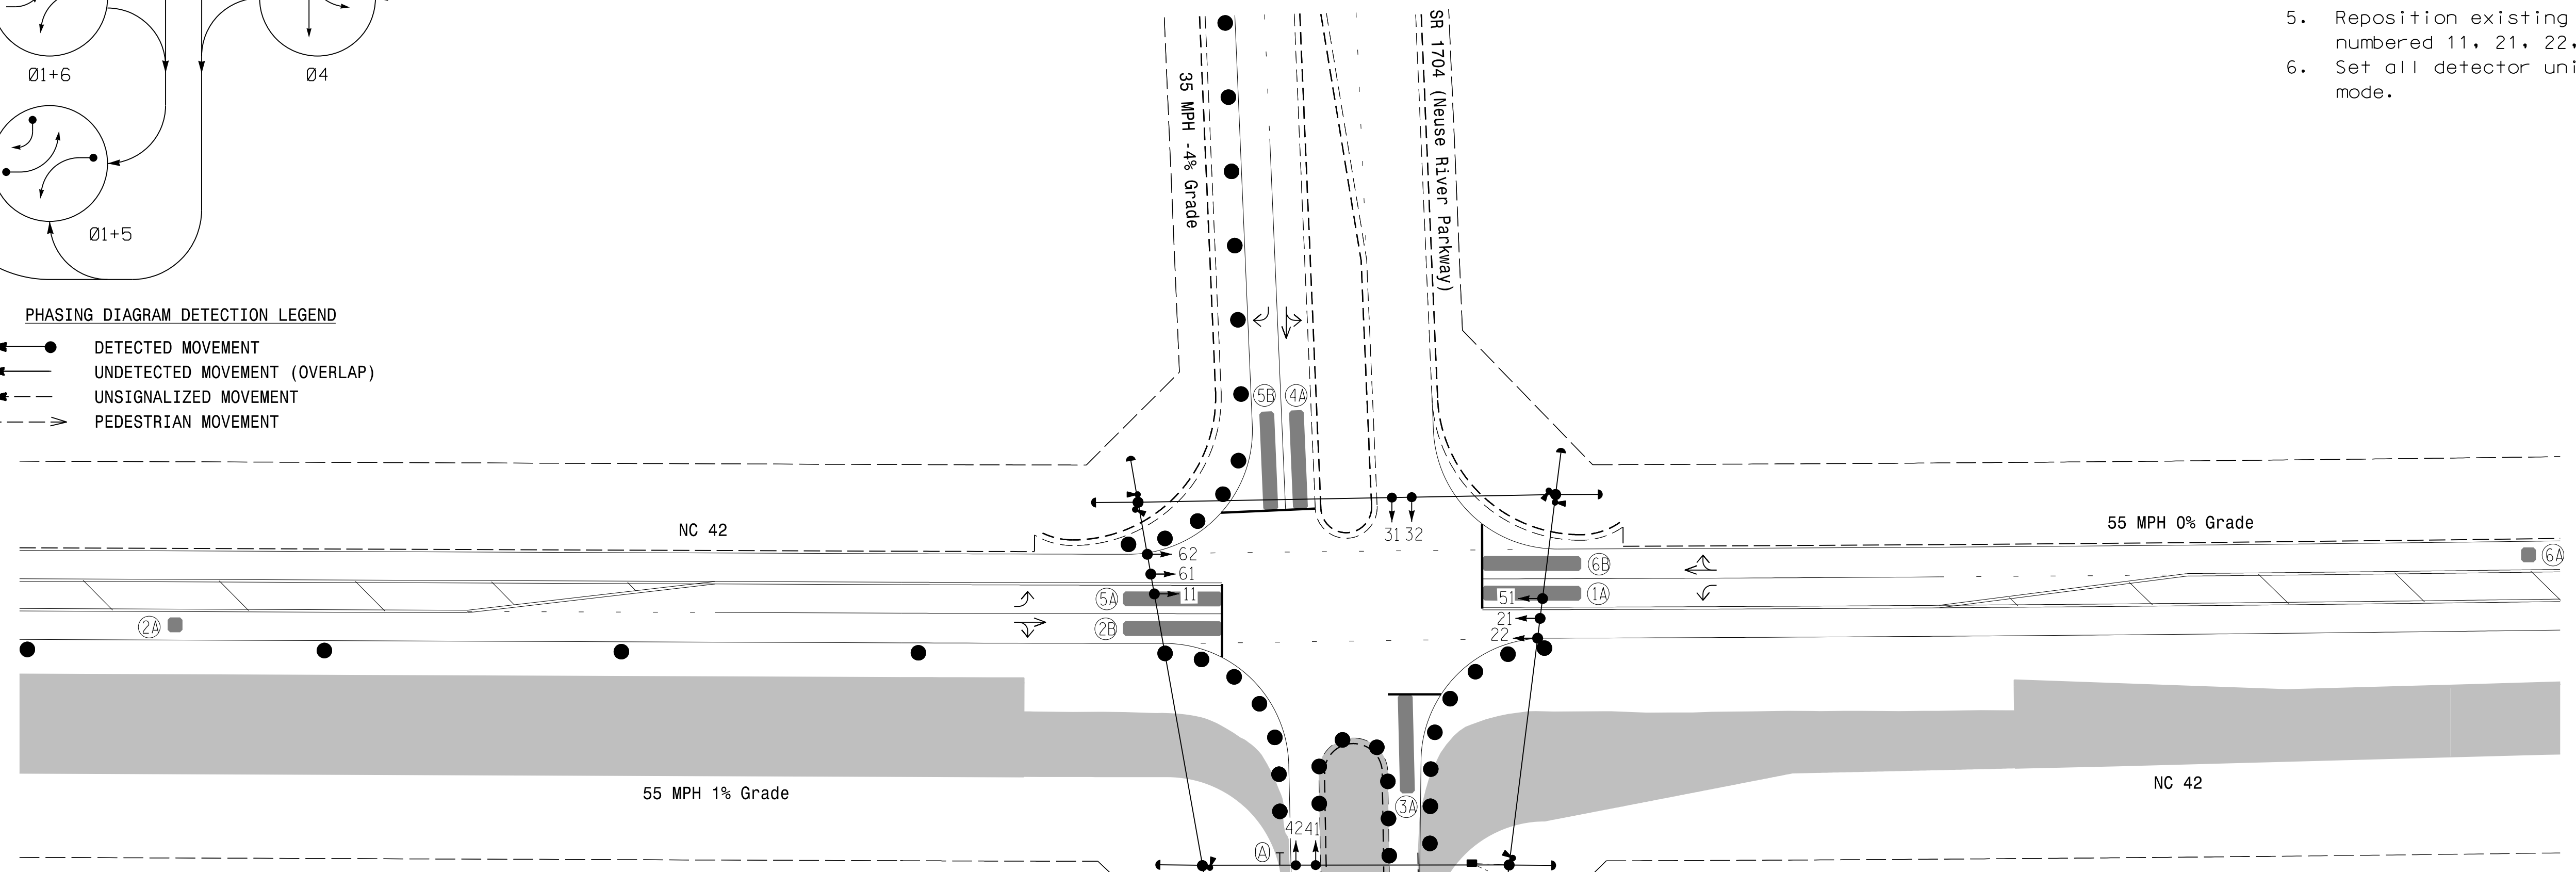 Ø1+6
Ø4
Ø1+5
PHASING DIAGRAM DETECTION LEGEND
DETECTED MOVEMENT
UNDETECTED MOVEMENT (OVERLAP)
UNSIGNALIZED MOVEMENT
PEDESTRIAN MOVEMENT
5. Reposition existing
numbered 11, 21, 22,
6. Set all detector uni
mode.
35 MPH -4% Grade
SR 1704 (Neuse River Parkway)
5B 4A
NC 42
31 32
55 MPH 0% Grade
62
61
11
5A
2B
2A
6A
6B
1A
51
21
22
3A
42 41
A
55 MPH 1% Grade
NC 42